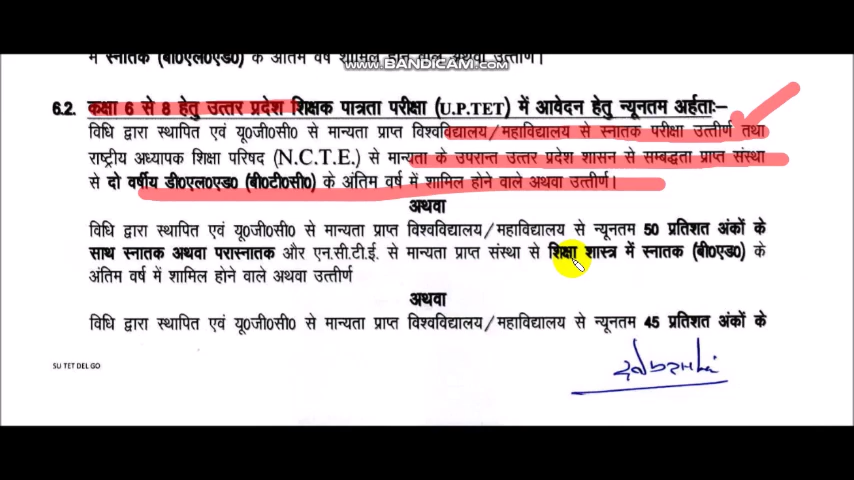 में स्नातक (बी0एल0एड0) के अंतिम वर्ष शामिल होने वाले अथवा उत्तीर्ण।
www.BANDICAM.com
6.2. कक्षा 6 से 8 हेतु उत्तर प्रदेश शिक्षक पात्रता परीक्षा (U.P.TET) में आवेदन हेतु न्यूनतम अर्हताः–
विधि द्वारा स्थापित एवं यू0जी0सी0 से मान्यता प्राप्त विश्वविद्यालय/महाविद्यालय से स्नातक परीक्षा उत्तीर्ण तथा
राष्ट्रीय अध्यापक शिक्षा परिषद (N.C.T.E.) से मान्यता के उपरान्त उत्तर प्रदेश शासन से सम्बद्धता प्राप्त संस्था
से दो वर्षीय डी0एल0एड0 (बी0टी0सी0) के अंतिम वर्ष में शामिल होने वाले अथवा उत्तीर्ण।
अथवा
विधि द्वारा स्थापित एवं यू0जी0सी0 से मान्यता प्राप्त विश्वविद्यालय/महाविद्यालय से न्यूनतम 50 प्रतिशत अंकों के
साथ स्नातक अथवा परास्नातक और एन.सी.टी.ई. से मान्यता प्राप्त संस्था से शिक्षा शास्त्र में स्नातक (बी0एड0) के
अंतिम वर्ष में शामिल होने वाले अथवा उत्तीर्ण
अथवा
विधि द्वारा स्थापित एवं यू0जी0सी0 से मान्यता प्राप्त विश्वविद्यालय/महाविद्यालय से न्यूनतम 45 प्रतिशत अंकों के
SU TET DEL GO